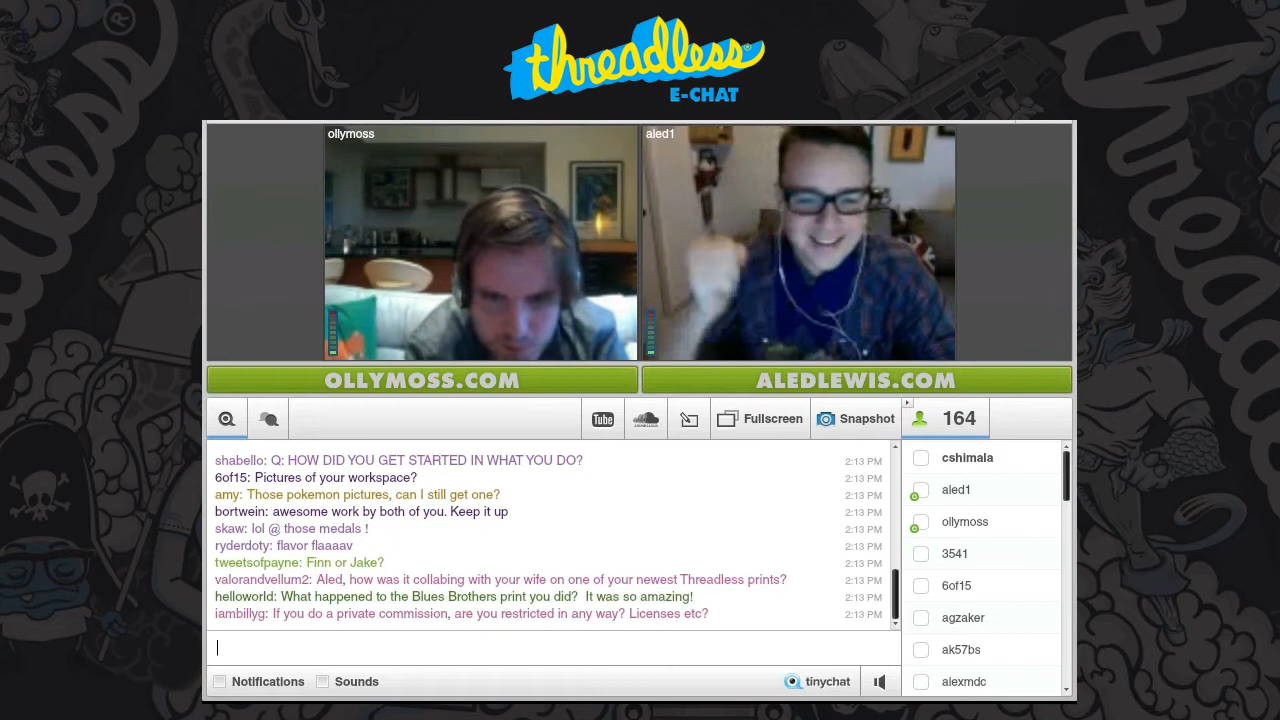 threadless
E-CHAT
ollymoss
aled1
OLLYMOSS.COM
ALEDLEWIS.COM
You Tube
SOUNDCLOUD
Fullscreen
Snapshot
164
shabello: Q: HOW DID YOU GET STARTED IN WHAT YOU DO? 2:13 PM
6of15: Pictures of your workspace? 2:13 PM
amy: Those pokemon pictures, can I still get one? 2:13 PM
bortwein: awesome work by both of you. Keep it up 2:13 PM
skaw: lol @ those medals ! 2:13 PM
ryderdoty: flavor flaaaav 2:13 PM
tweetsofpayne: Finn or Jake? 2:13 PM
valorandvellum2: Aled, how was it collabing with your wife on one of your newest Threadless prints? 2:13 PM
helloworld: What happened to the Blues Brothers print you did?  It was so amazing! 2:13 PM
iambillyg: If you do a private commission, are you restricted in any way? Licenses etc? 2:13 PM
cshimala
aled1
ollymoss
3541
6of15
agzaker
ak57bs
alexmdc
Notifications
Sounds
tinychat